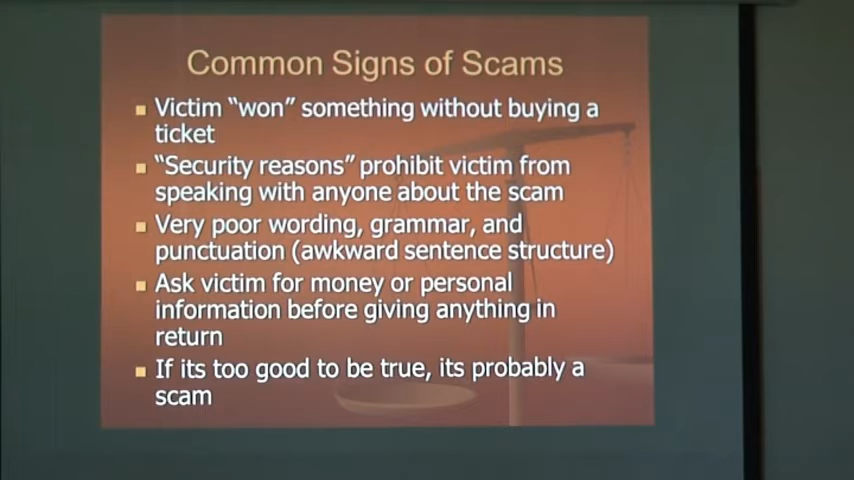 Common Signs of Scams
Victim “won” something without buying a
ticket
“Security reasons” prohibit victim from
speaking with anyone about the scam
Very poor wording, grammar, and
punctuation (awkward sentence structure)
Ask victim for money or personal
information before giving anything in
return
If its too good to be true, its probably a
scam